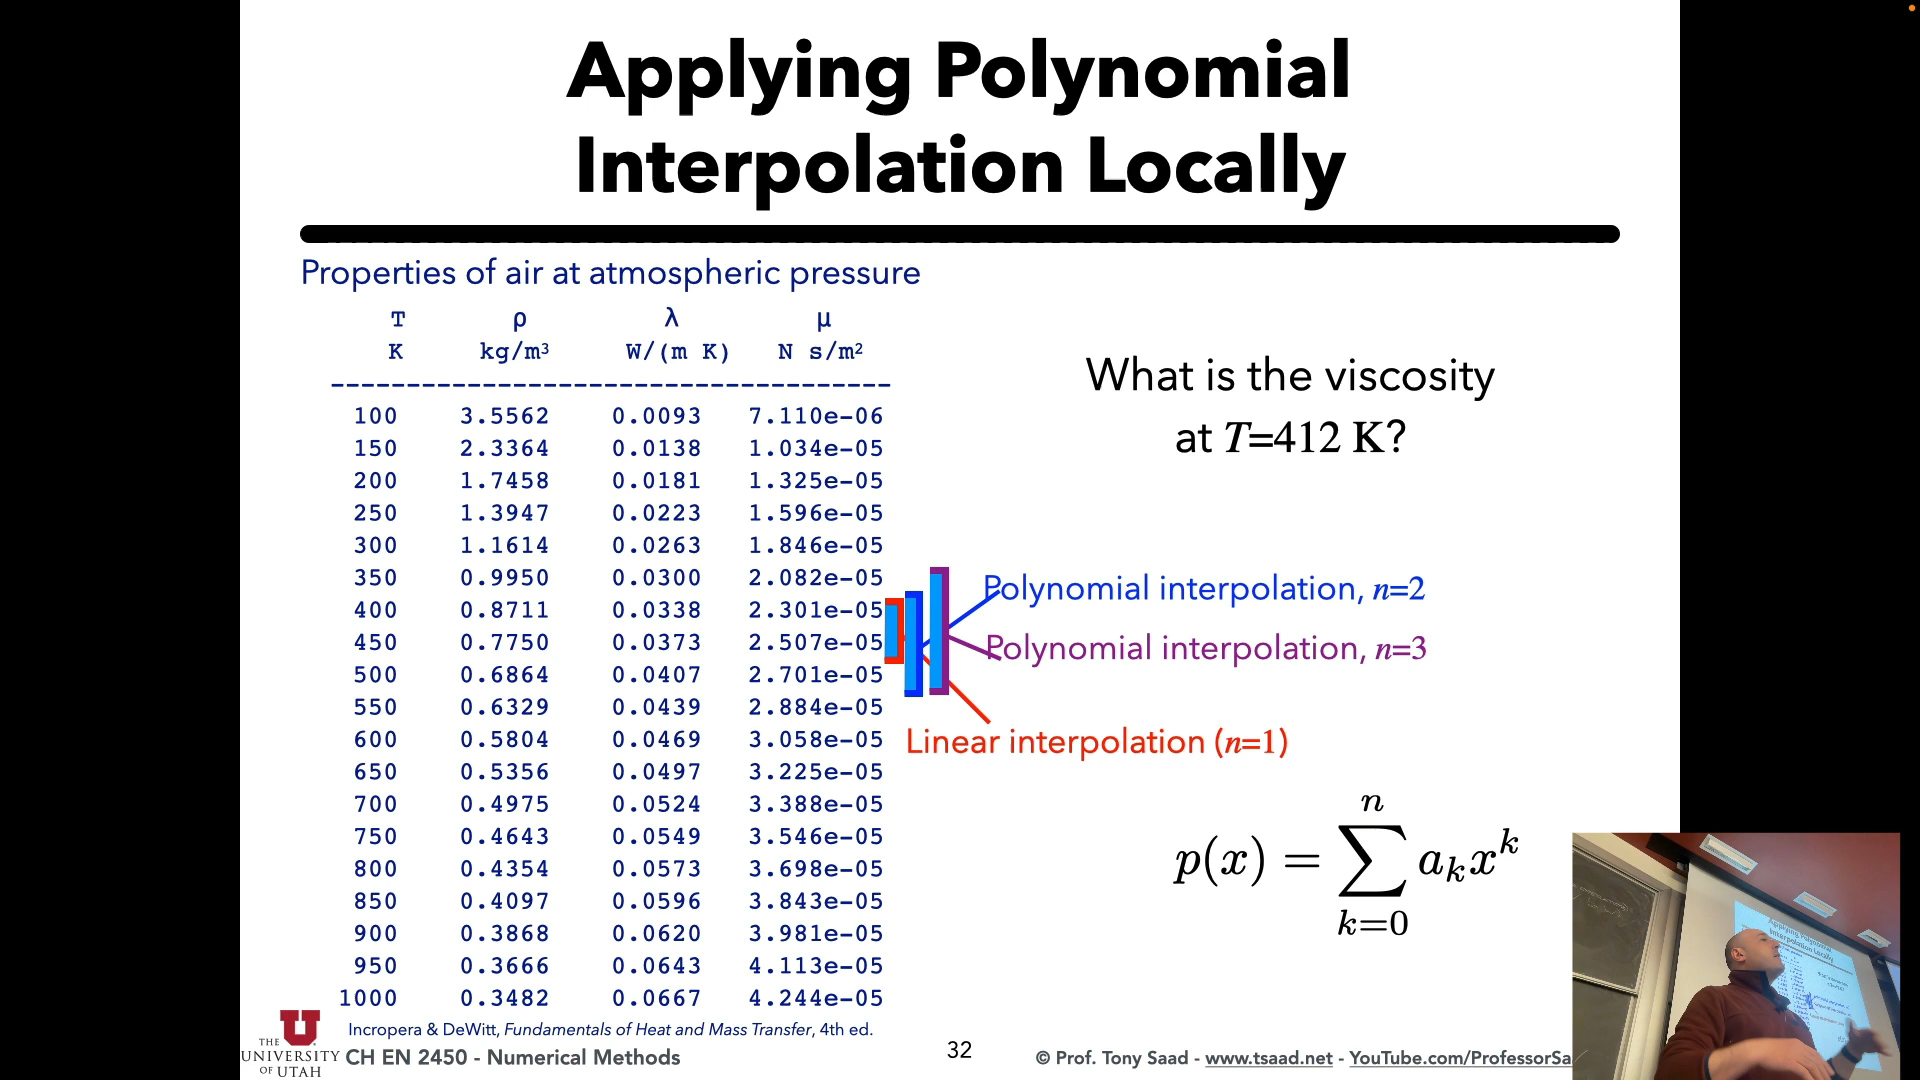 Applying Polynomial
Interpolation Locally
Properties of air at atmospheric pressure
T ρ λ μ
K kg/m³ W/(m K) N s/m²
-------------------------------------
100 3.5562 0.0093 7.110e-06
150 2.3364 0.0138 1.034e-05
200 1.7458 0.0181 1.325e-05
250 1.3947 0.0223 1.596e-05
300 1.1614 0.0263 1.846e-05
350 0.9950 0.0300 2.082e-05
400 0.8711 0.0338 2.301e-05
450 0.7750 0.0373 2.507e-05
500 0.6864 0.0407 2.701e-05
550 0.6329 0.0439 2.884e-05
600 0.5804 0.0469 3.058e-05
650 0.5356 0.0497 3.225e-05
700 0.4975 0.0524 3.388e-05
750 0.4643 0.0549 3.546e-05
800 0.4354 0.0573 3.698e-05
850 0.4097 0.0596 3.843e-05
900 0.3868 0.0620 3.981e-05
950 0.3666 0.0643 4.113e-05
1000 0.3482 0.0667 4.244e-05
Incropera & DeWitt, Fundamentals of Heat and Mass Transfer, 4th ed.
What is the viscosity
at T=412 K?
Polynomial interpolation, n=2
Polynomial interpolation, n=3
Linear interpolation (n=1)
p(x) = ∑_{k=0}^{n} a_k x^k
THE
UNIVERSITY
OF UTAH
CH EN 2450 - Numerical Methods
32
© Prof. Tony Saad - www.tsaad.net - YouTube.com/ProfessorSa
Applying Polynomial
Interpolation Locally